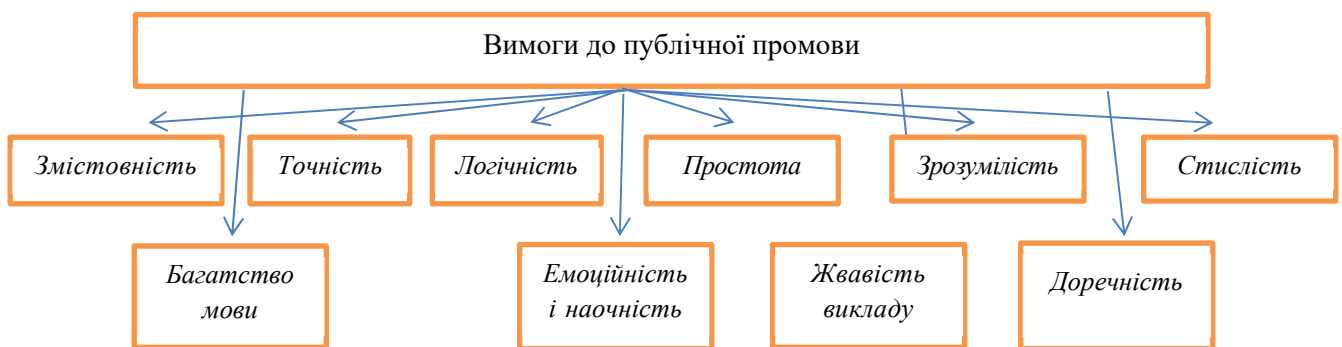 Вимоги до публічної промови
Змістовність
Точність
Логічність
Простота
Зрозумілість
Стислість
Багатство
мови
Емоційність
і наочність
Жвавість
викладу
Доречність